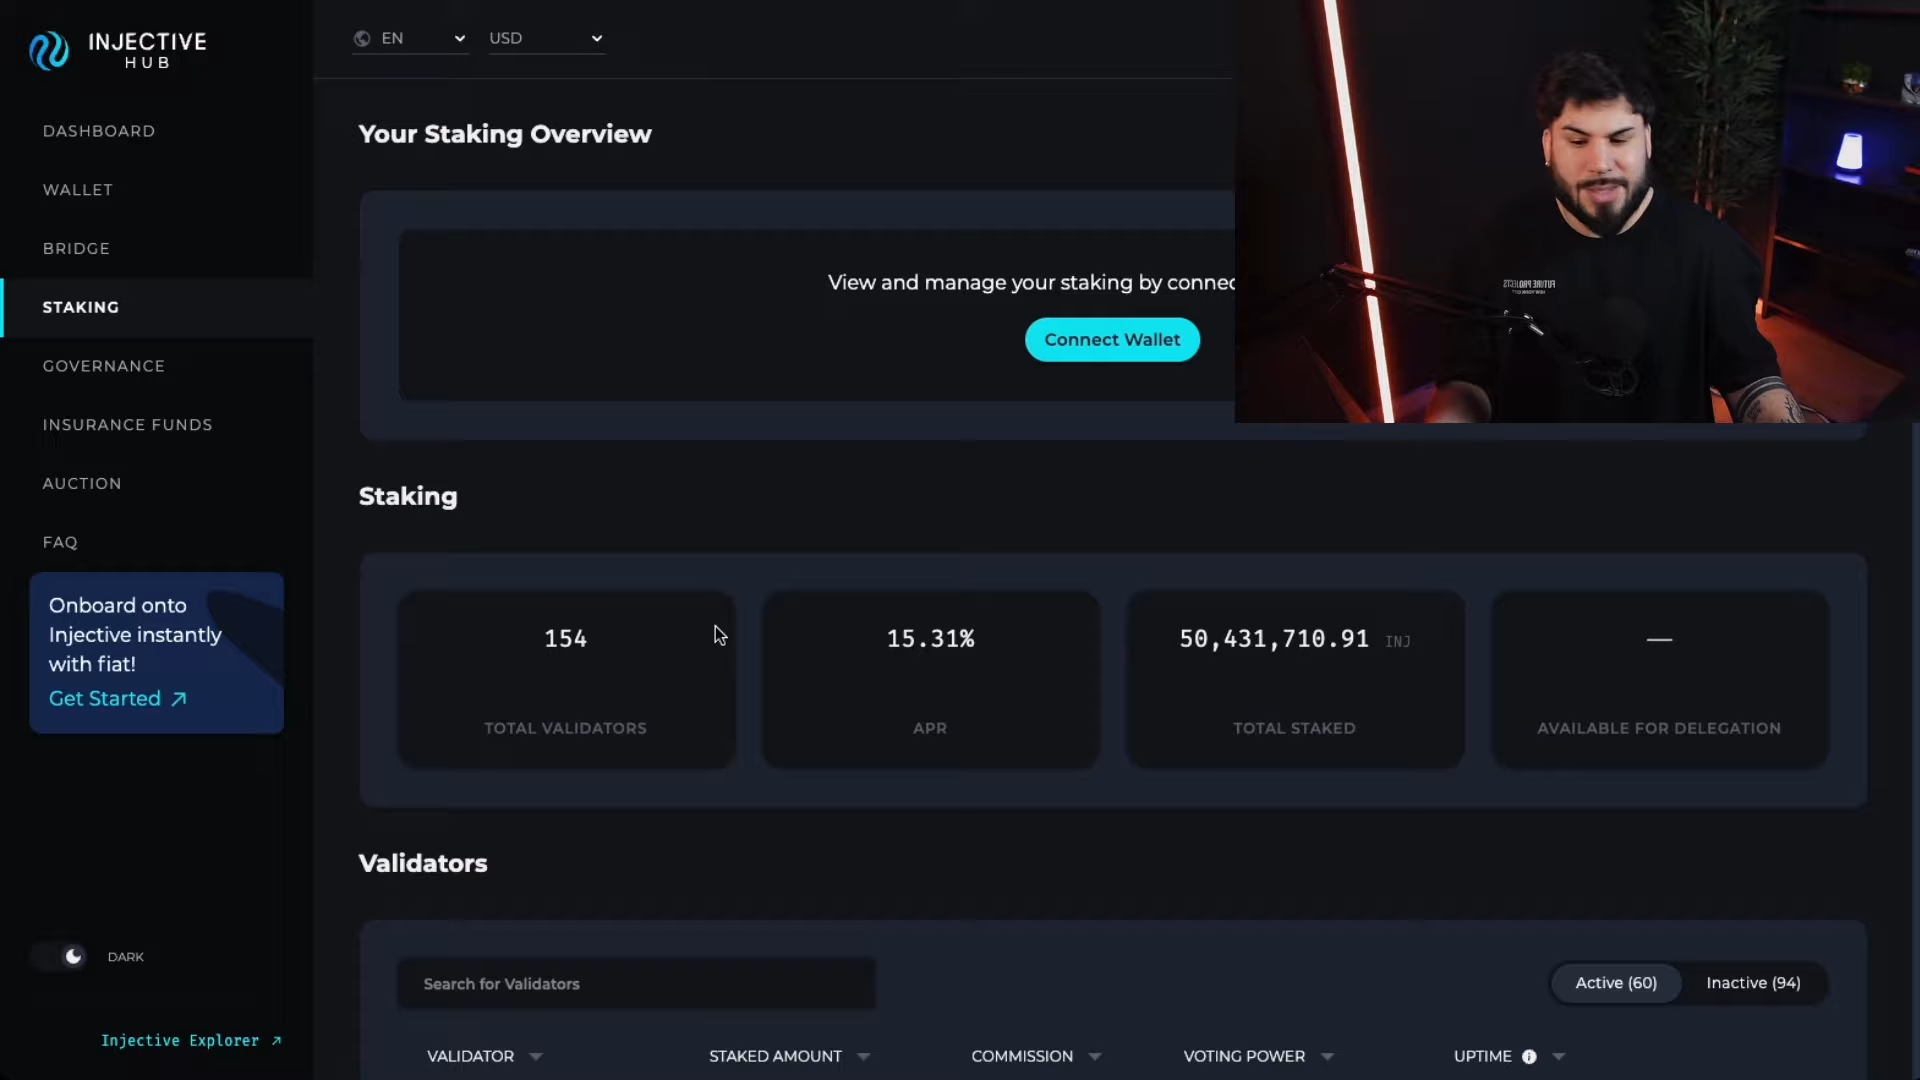 INJECTIVE
HUB
DASHBOARD
WALLET
BRIDGE
STAKING
GOVERNANCE
INSURANCE FUNDS
AUCTION
FAQ
Onboard onto
Injective instantly
with fiat!
Get Started
DARK
Injective Explorer
EN
USD
Your Staking Overview
View and manage your staking by connec
Connect Wallet
FUTURE PROJECTS
Staking
154
TOTAL VALIDATORS
15.31%
APR
50,431,710.91 INJ
TOTAL STAKED
—
AVAILABLE FOR DELEGATION
Validators
Search for Validators
Active (60)
Inactive (94)
VALIDATOR
STAKED AMOUNT
COMMISSION
VOTING POWER
UPTIME